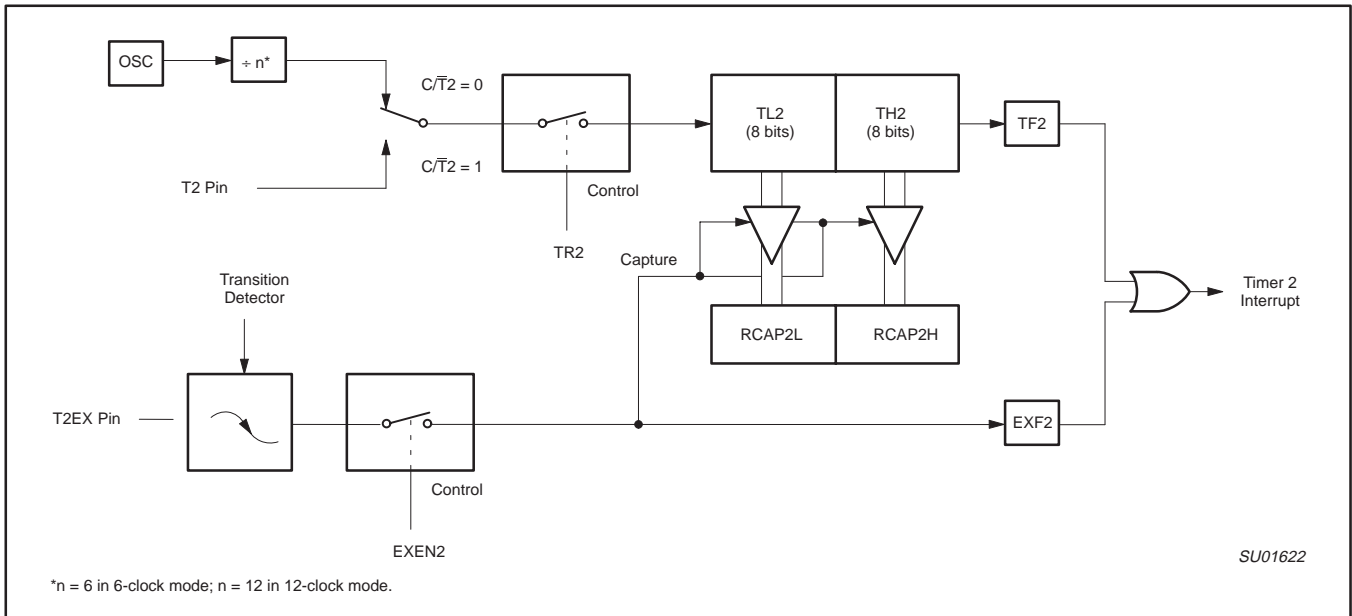 OSC
÷ n*
C/T̅2 = 0
TL2
(8 bits)
TH2
(8 bits)
TF2
C/T̅2 = 1
T2 Pin
Control
TR2
Capture
Transition
Detector
Timer 2
Interrupt
RCAP2L
RCAP2H
T2EX Pin
EXF2
Control
EXEN2
SU01622
*n = 6 in 6-clock mode; n = 12 in 12-clock mode.